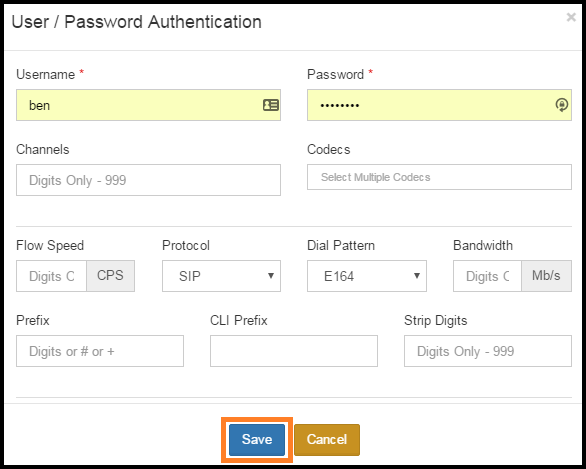 User / Password Authentication ×
Username * Password *
ben ••••••••
Channels Codecs
Digits Only - 999 Select Multiple Codecs
Flow Speed Protocol Dial Pattern Bandwidth
Digits C CPS SIP E164 Digits C Mb/s
Prefix CLI Prefix Strip Digits
Digits or # or + Digits Only - 999
Save Cancel